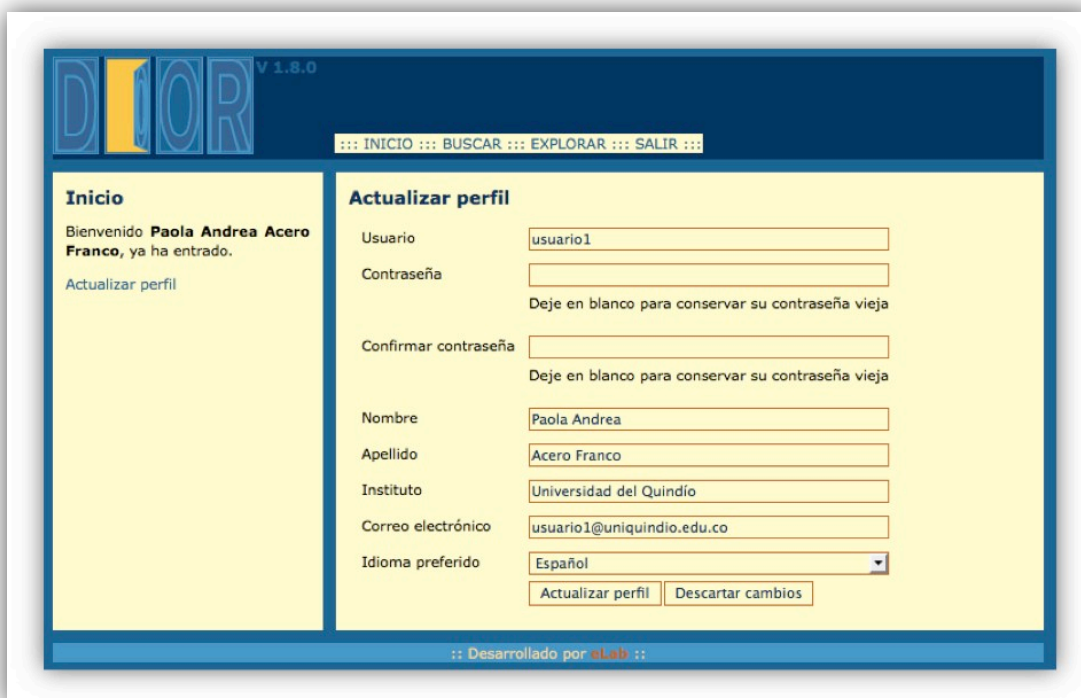 DOOR V 1.8.0
::: INICIO ::: BUSCAR ::: EXPLORAR ::: SALIR :::
Inicio
Bienvenido Paola Andrea Acero
Franco, ya ha entrado.
Actualizar perfil
Actualizar perfil
Usuario usuario1
Contraseña
Deje en blanco para conservar su contraseña vieja
Confirmar contraseña
Deje en blanco para conservar su contraseña vieja
Nombre Paola Andrea
Apellido Acero Franco
Instituto Universidad del Quindío
Correo electrónico usuario1@uniquindio.edu.co
Idioma preferido Español
Actualizar perfil Descartar cambios
:: Desarrollado por eLab ::